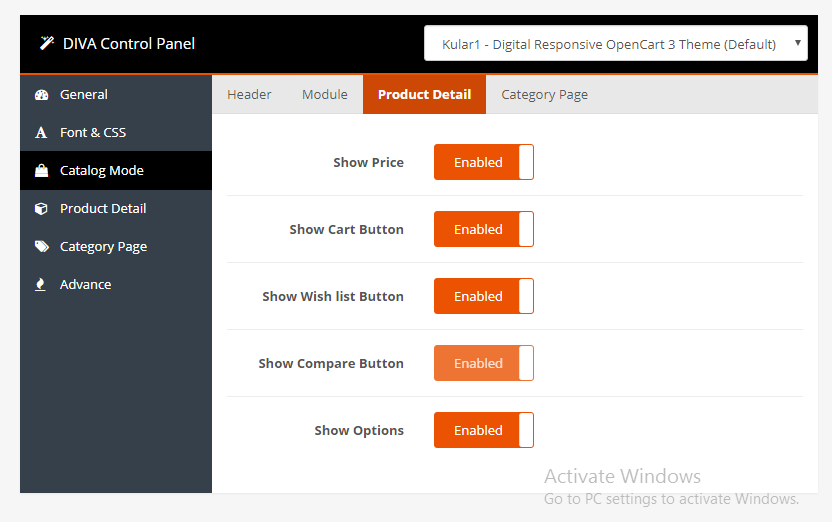 DIVA Control Panel
Kular1 - Digital Responsive OpenCart 3 Theme (Default)
General
Font & CSS
Catalog Mode
Product Detail
Category Page
Advance
Header Module Product Detail Category Page
Show Price Enabled
Show Cart Button Enabled
Show Wish list Button Enabled
Show Compare Button Enabled
Show Options Enabled
Activate Windows
Go to PC settings to activate Windows.